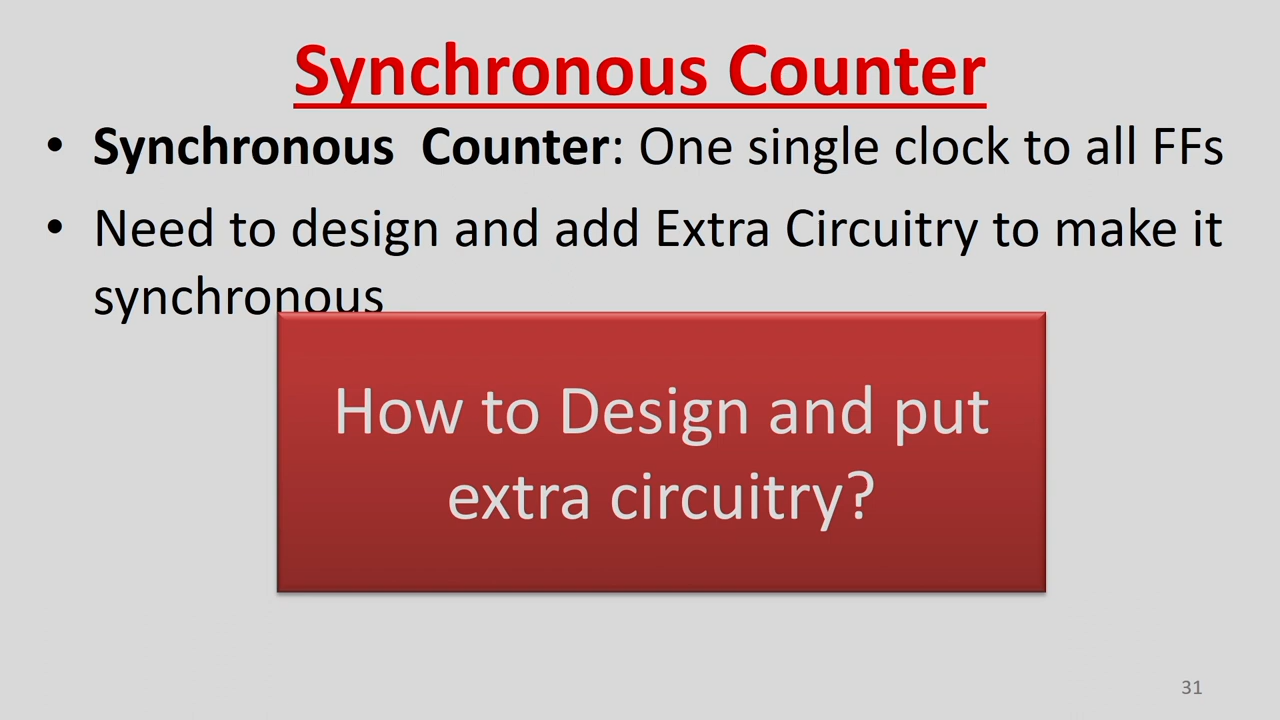 Synchronous Counter
• Synchronous Counter: One single clock to all FFs
• Need to design and add Extra Circuitry to make it
synchronous
How to Design and put
extra circuitry?
31